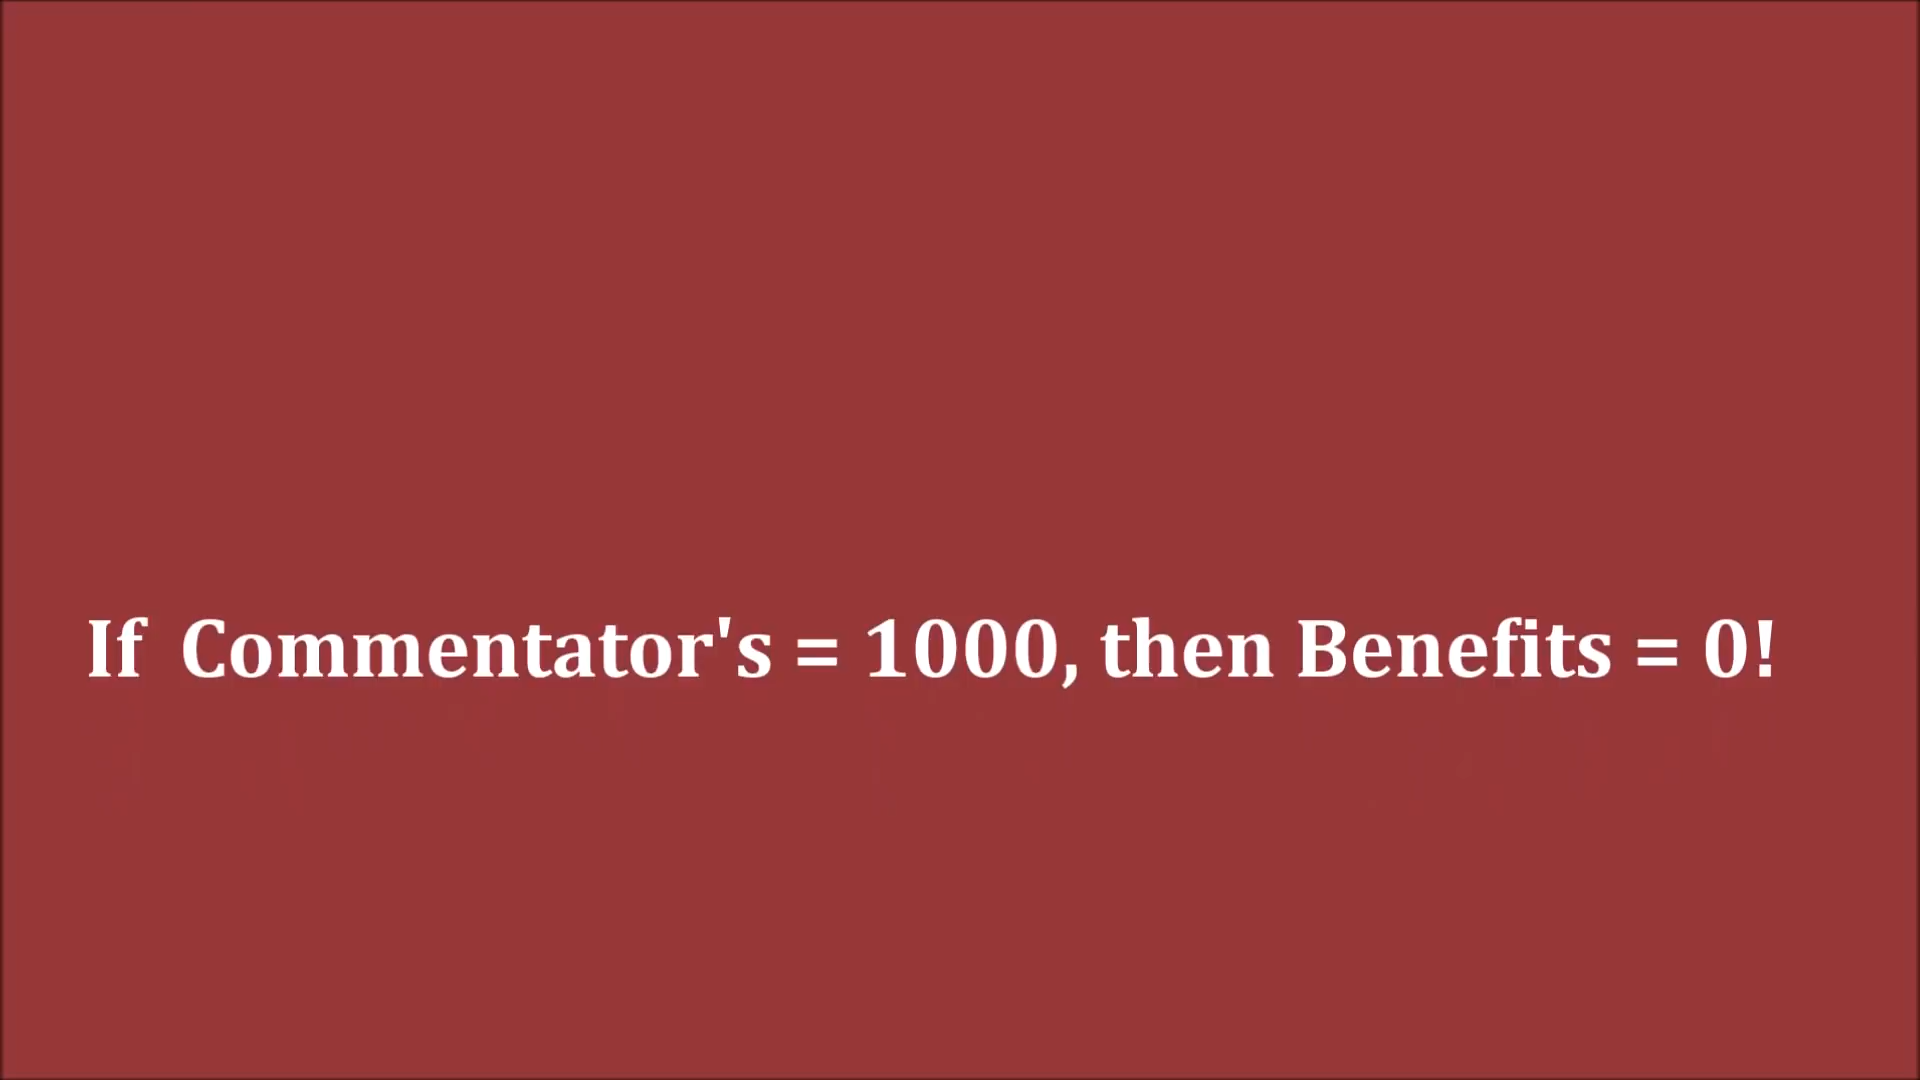 If  Commentator's = 1000, then Benefits = 0!